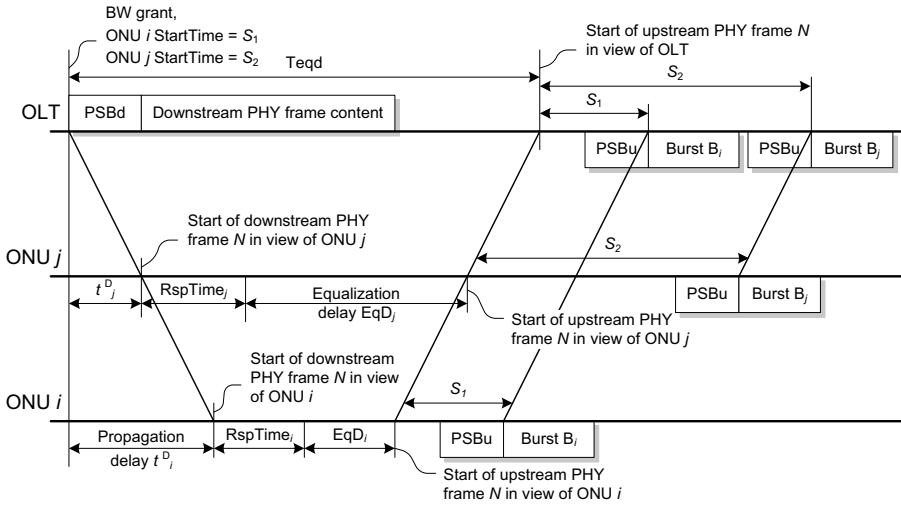 BW grant,
ONU i StartTime = S1
ONU j StartTime = S2
Teqd
Start of upstream PHY frame N
in view of OLT
S2
S1
OLT
PSBd
Downstream PHY frame content
PSBu
Burst Bi
PSBu
Burst Bj
Start of downstream PHY
frame N in view of ONU j
ONU j
S2
t D j
RspTimej
Equalization
delay EqDj
PSBu
Burst Bj
Start of upstream PHY
frame N in view of ONU j
Start of downstream
PHY frame N in view
of ONU i
ONU i
S1
Propagation
delay t D i
RspTimei
EqDi
PSBu
Burst Bi
Start of upstream PHY
frame N in view of ONU i